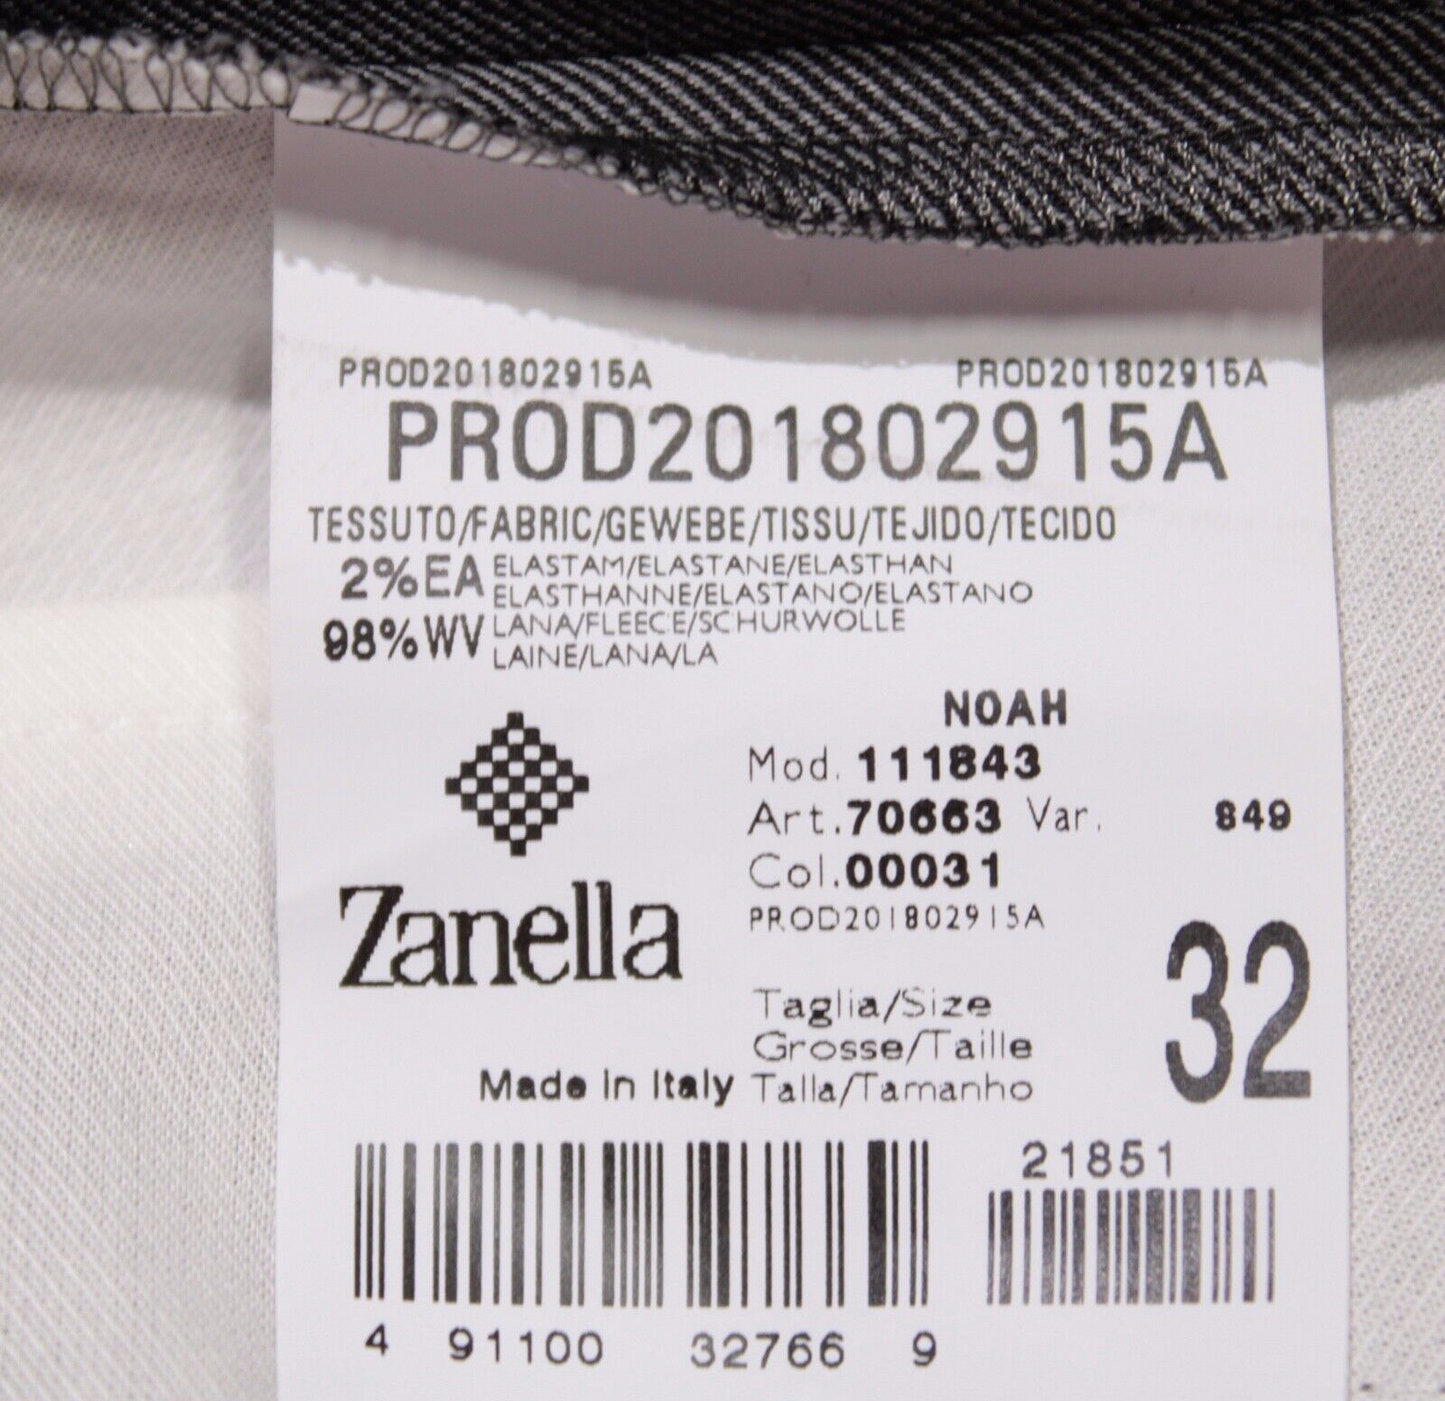 PROD201802915A PROD201802915A
PROD201802915A
TESSUTO/FABRIC/GEWEBE/TISSU/TEJIDO/TECIDO
2%EA ELASTAM/ELASTANE/ELASTHAN
ELASTHANNE/ELASTANO/ELASTANO
98%WV LANA/FLEECE/SCHURWOLLE
LAINE/LANA/LA
NOAH
Mod. 111843
Art.70663 Var. 849
Col.00031
PROD201802915A
Zanella
32
Taglia/Size
Grosse/Taille
Made In Italy Talla/Tamanho
21851
4 91100 32766 9